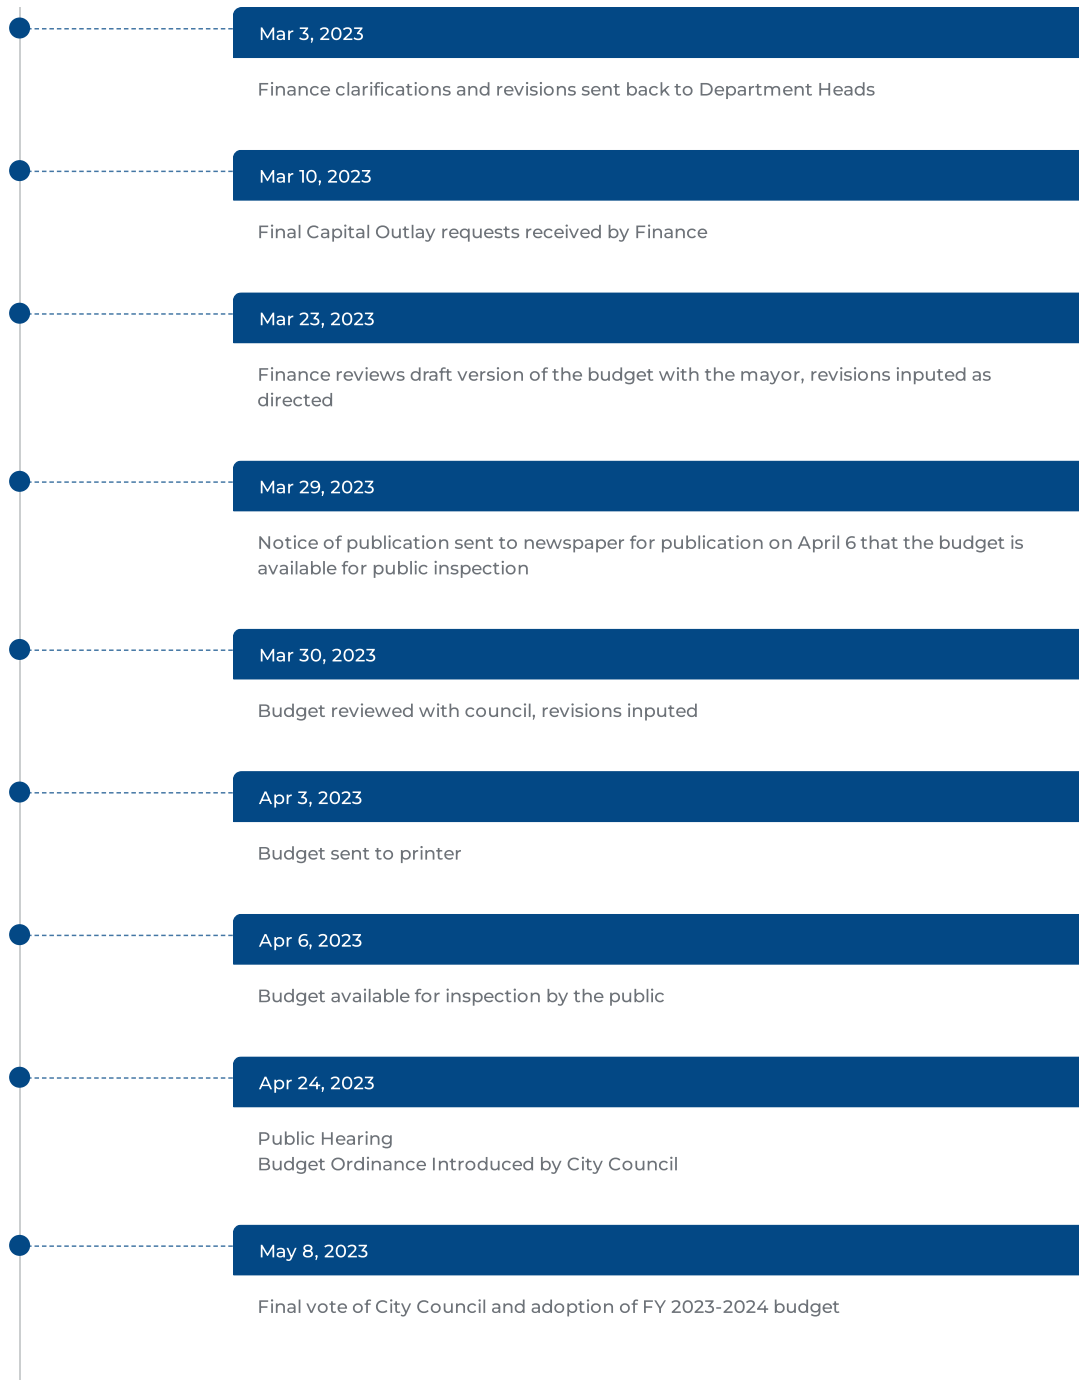 Mar 3, 2023
Finance clarifications and revisions sent back to Department Heads
Mar 10, 2023
Final Capital Outlay requests received by Finance
Mar 23, 2023
Finance reviews draft version of the budget with the mayor, revisions inputed as
directed
Mar 29, 2023
Notice of publication sent to newspaper for publication on April 6 that the budget is
available for public inspection
Mar 30, 2023
Budget reviewed with council, revisions inputed
Apr 3, 2023
Budget sent to printer
Apr 6, 2023
Budget available for inspection by the public
Apr 24, 2023
Public Hearing
Budget Ordinance Introduced by City Council
May 8, 2023
Final vote of City Council and adoption of FY 2023-2024 budget